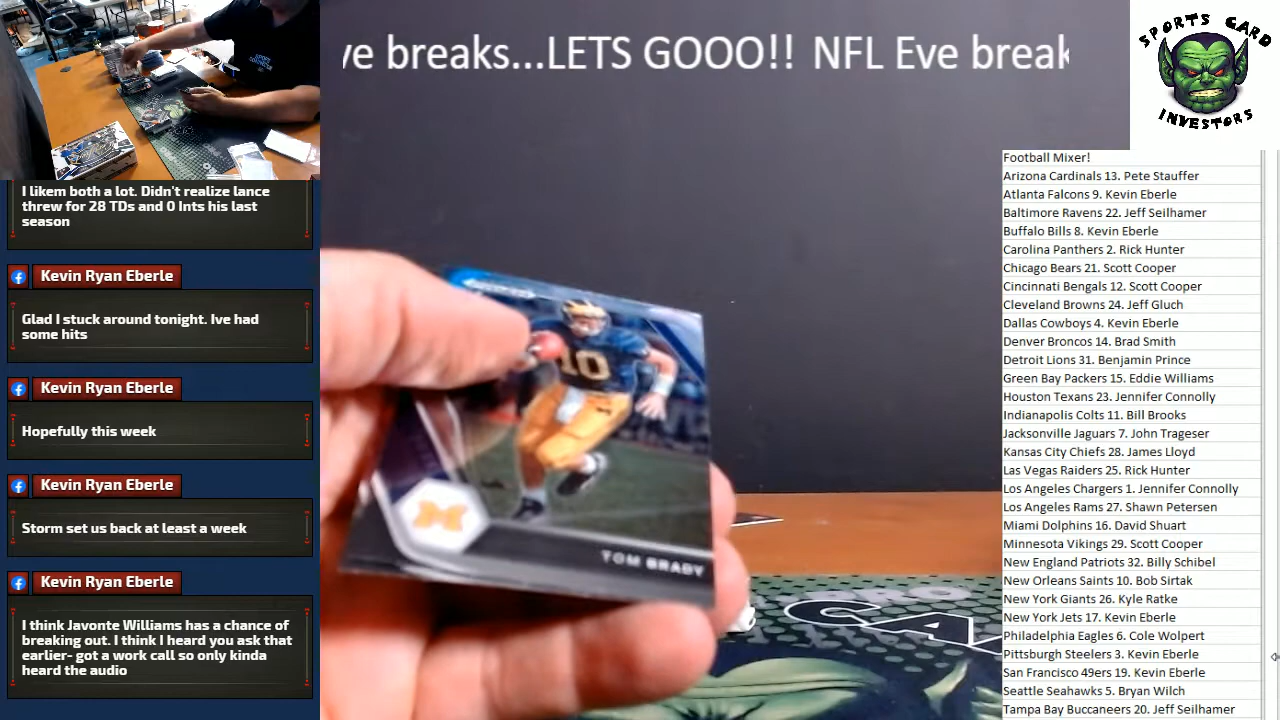 ve breaks...LETS GOOO!! NFL Eve break
SPORTS CARD
INVESTORS
I likem both a lot. Didn't realize lance
threw for 28 TDs and 0 Ints his last
season
Kevin Ryan Eberle
Glad I stuck around tonight. Ive had
some hits
Kevin Ryan Eberle
Hopefully this week
Kevin Ryan Eberle
Storm set us back at least a week
Kevin Ryan Eberle
I think Javonte Williams has a chance of
breaking out. I think I heard you ask that
earlier- got a work call so only kinda
heard the audio
10
M
TOM BRADY
Football Mixer!
Arizona Cardinals 13. Pete Stauffer
Atlanta Falcons 9. Kevin Eberle
Baltimore Ravens 22. Jeff Seilhamer
Buffalo Bills 8. Kevin Eberle
Carolina Panthers 2. Rick Hunter
Chicago Bears 21. Scott Cooper
Cincinnati Bengals 12. Scott Cooper
Cleveland Browns 24. Jeff Gluch
Dallas Cowboys 4. Kevin Eberle
Denver Broncos 14. Brad Smith
Detroit Lions 31. Benjamin Prince
Green Bay Packers 15. Eddie Williams
Houston Texans 23. Jennifer Connolly
Indianapolis Colts 11. Bill Brooks
Jacksonville Jaguars 7. John Trageser
Kansas City Chiefs 28. James Lloyd
Las Vegas Raiders 25. Rick Hunter
Los Angeles Chargers 1. Jennifer Connolly
Los Angeles Rams 27. Shawn Petersen
Miami Dolphins 16. David Shuart
Minnesota Vikings 29. Scott Cooper
New England Patriots 32. Billy Schibel
New Orleans Saints 10. Bob Sirtak
New York Giants 26. Kyle Ratke
New York Jets 17. Kevin Eberle
Philadelphia Eagles 6. Cole Wolpert
Pittsburgh Steelers 3. Kevin Eberle
San Francisco 49ers 19. Kevin Eberle
Seattle Seahawks 5. Bryan Wilch
Tampa Bay Buccaneers 20. Jeff Seilhamer